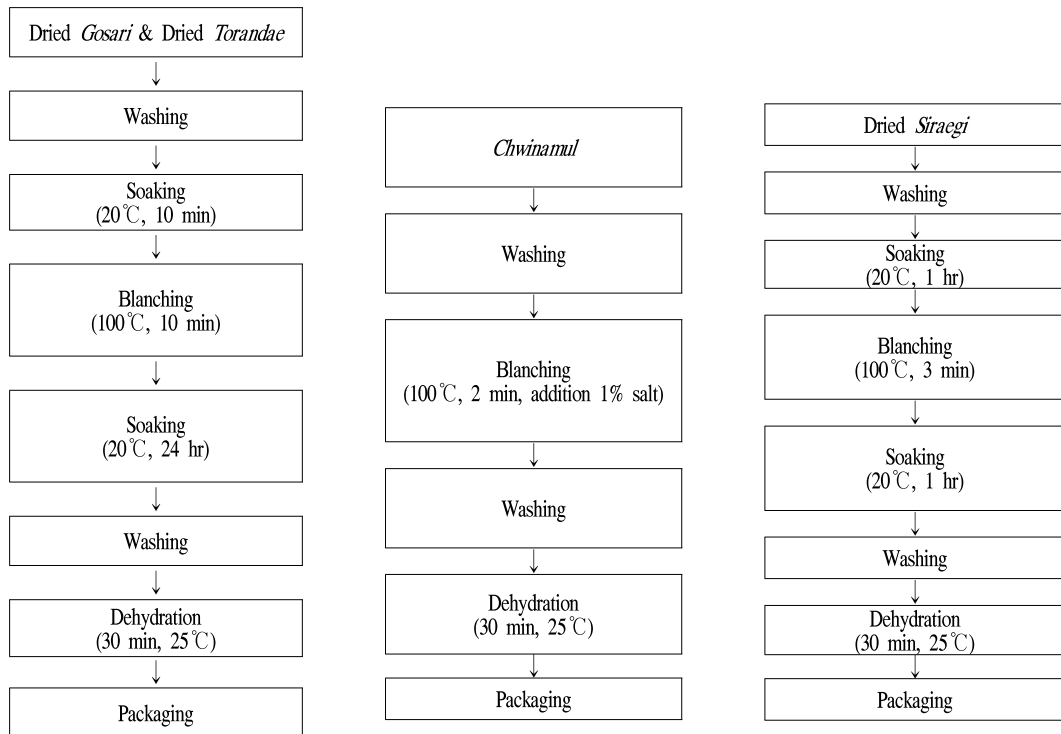 Dried Gosari & Dried Torandae
Washing
Soaking
(20℃, 10 min)
Blanching
(100℃, 10 min)
Soaking
(20℃, 24 hr)
Washing
Dehydration
(30 min, 25℃)
Packaging
Chwinamul
Washing
Blanching
(100℃, 2 min, addition 1% salt)
Washing
Dehydration
(30 min, 25℃)
Packaging
Dried Siraegi
Washing
Soaking
(20℃, 1 hr)
Blanching
(100℃, 3 min)
Soaking
(20℃, 1 hr)
Washing
Dehydration
(30 min, 25℃)
Packaging